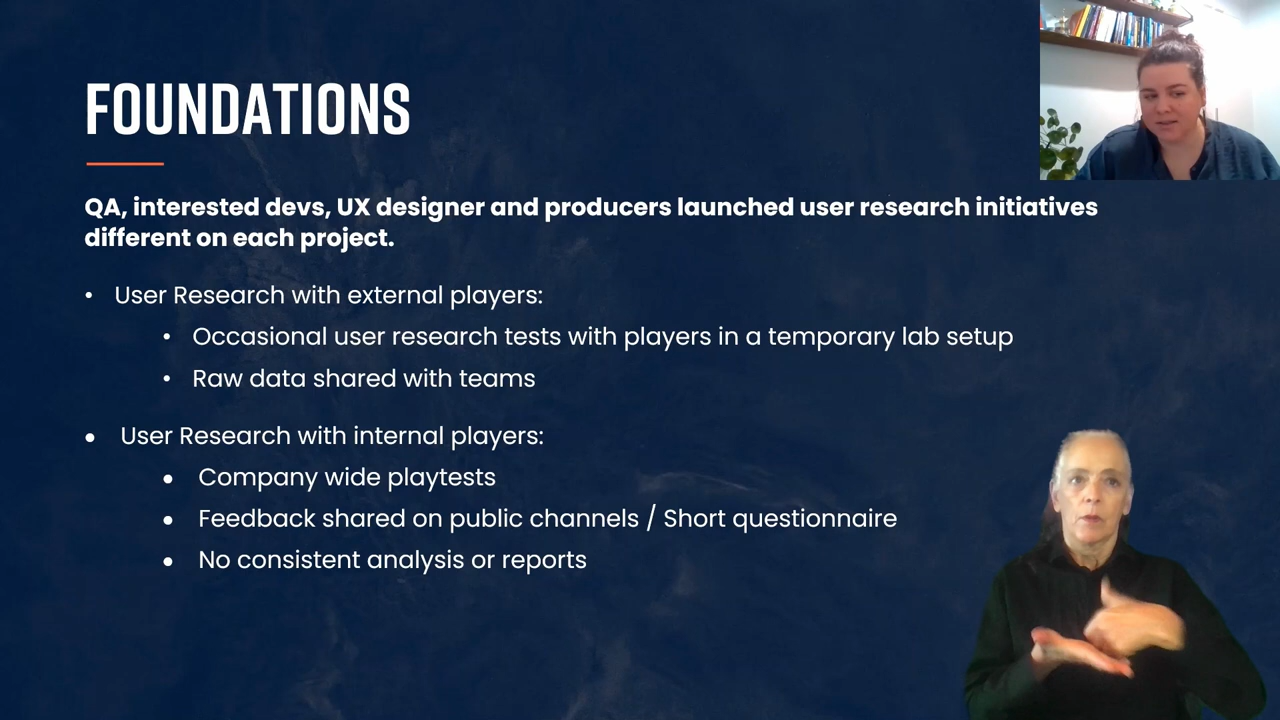 FOUNDATIONS
QA, interested devs, UX designer and producers launched user research initiatives
different on each project.
• User Research with external players:
• Occasional user research tests with players in a temporary lab setup
• Raw data shared with teams
• User Research with internal players:
• Company wide playtests
• Feedback shared on public channels / Short questionnaire
• No consistent analysis or reports